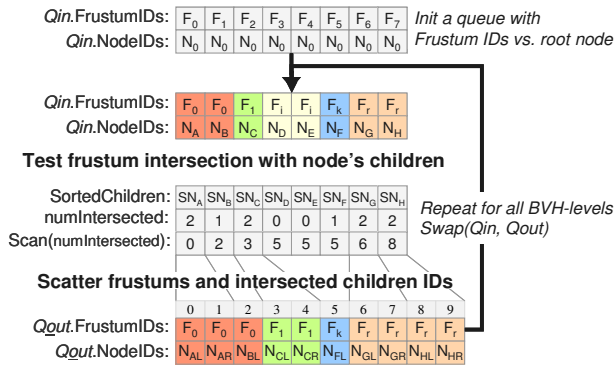 Qin.FrustumIDs: F0 F1 F2 F3 F4 F5 F6 F7 Init a queue with
Qin.NodeIDs: N0 N0 N0 N0 N0 N0 N0 N0 Frustum IDs vs. root node
Qin.FrustumIDs: F0 F0 F1 Fi Fi Fk Fr Fr
Qin.NodeIDs: NA NB NC ND NE NF NG NH
Test frustum intersection with node's children
SortedChildren: SNA SNB SNC SND SNE SNF SNG SNH
numIntersected: 2 1 2 0 0 1 2 2 Repeat for all BVH-levels
Scan(numIntersected): 0 2 3 5 5 5 6 8 Swap(Qin, Qout)
Scatter frustums and intersected children IDs
0 1 2 3 4 5 6 7 8 9
Qout.FrustumIDs: F0 F0 F0 F1 F1 Fk Fr Fr Fr Fr
Qout.NodeIDs: NAL NAR NBL NCL NCR NFL NGL NGR NHL NHR